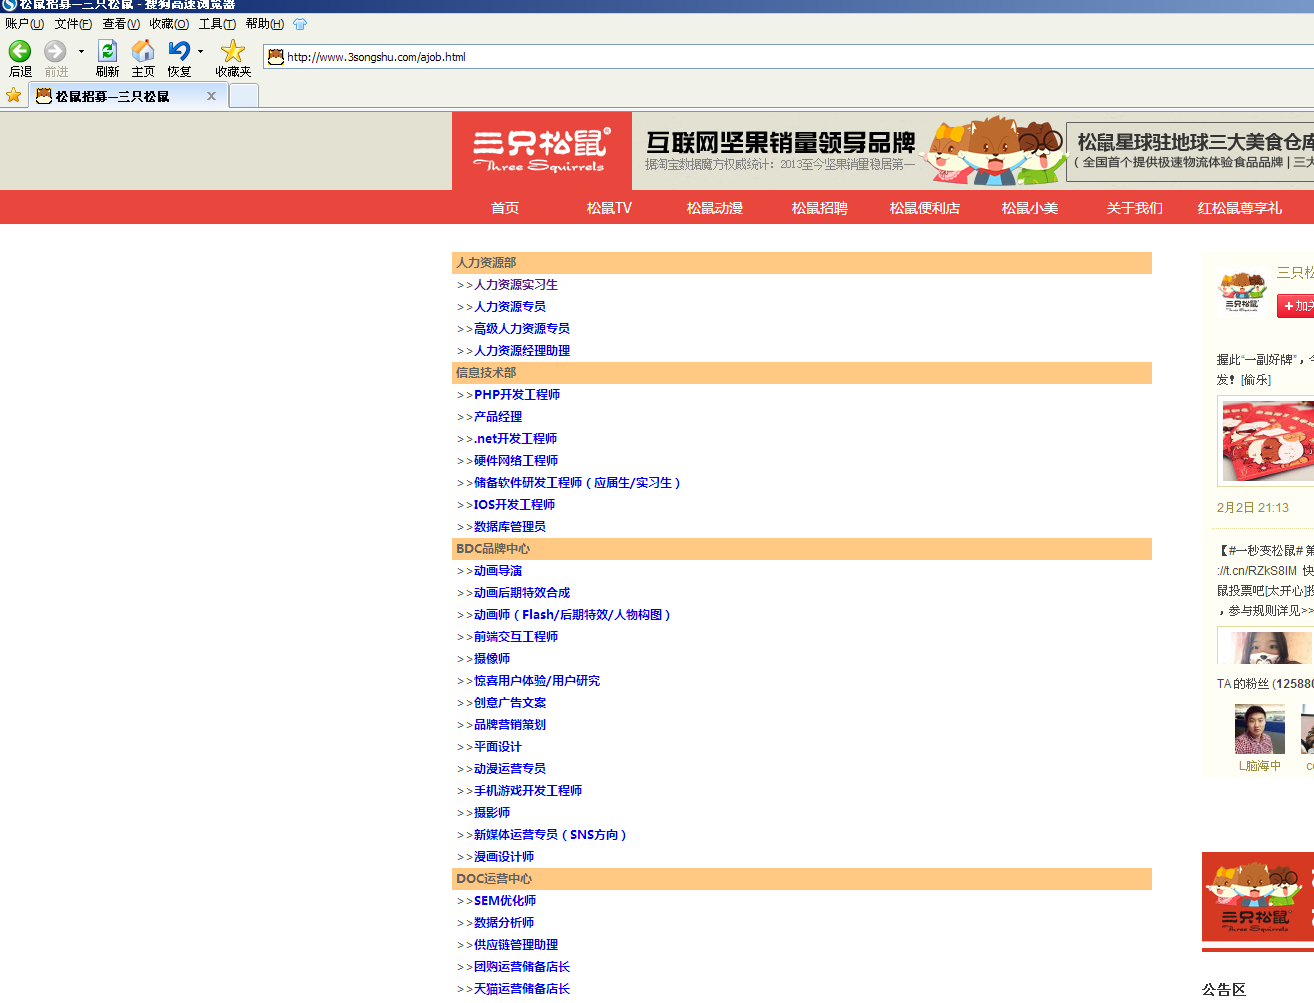 松鼠招募—三只松鼠 - 搜狗高速浏览器
账户(U) 文件(F) 查看(V) 收藏(O) 工具(T) 帮助(H)
后退 前进 刷新 主页 恢复 收藏夹
http://www.3songshu.com/ajob.html
松鼠招募—三只松鼠 x
三只松鼠®
Three Squirrels
互联网坚果销量领导品牌
据淘宝数据魔方权威统计：2013至今坚果销量稳居第一
松鼠星球驻地球三大美食仓库
( 全国首个提供极速物流体验食品品牌 | 三大
首页 松鼠TV 松鼠动漫 松鼠招聘 松鼠便利店 松鼠小美 关于我们 红松鼠尊享礼
人力资源部
>>人力资源实习生
>>人力资源专员
>>高级人力资源专员
>>人力资源经理助理
信息技术部
>>PHP开发工程师
>>产品经理
>>.net开发工程师
>>硬件网络工程师
>>储备软件研发工程师（应届生/实习生）
>>IOS开发工程师
>>数据库管理员
BDC品牌中心
>>动画导演
>>动画后期特效合成
>>动画师（Flash/后期特效/人物构图）
>>前端交互工程师
>>摄像师
>>惊喜用户体验/用户研究
>>创意广告文案
>>品牌营销策划
>>平面设计
>>动漫运营专员
>>手机游戏开发工程师
>>摄影师
>>新媒体运营专员（SNS方向）
>>漫画设计师
DOC运营中心
>>SEM优化师
>>数据分析师
>>供应链管理助理
>>团购运营储备店长
>>天猫运营储备店长
三只松
三只松鼠
+加关
握此“一副好牌”，今
发！[偷乐]
2月2日 21:13
【#一秒变松鼠# 第
://t.cn/RZkS8lM 快
鼠投票吧[太开心]投
，参与规则详见>>
TA的粉丝 (125880
L脑海中
三只松鼠
Three Squirrels
公告区